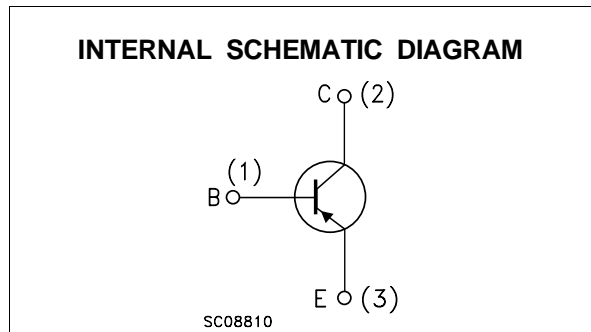 INTERNAL SCHEMATIC DIAGRAM
C (2)
(1)
B
E (3)
SC08810